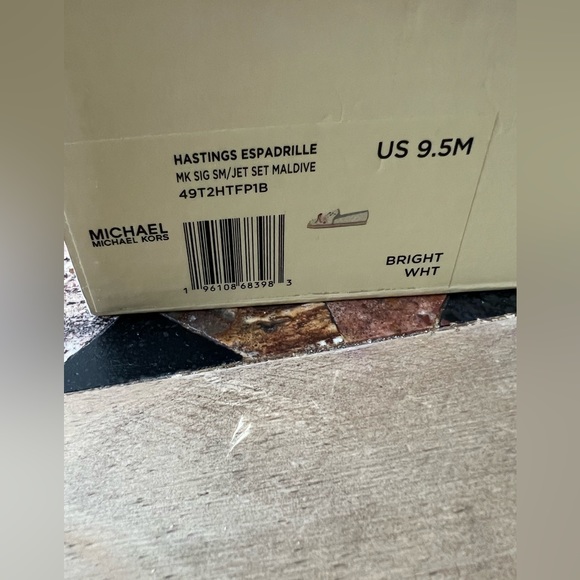 HASTINGS ESPADRILLE
MK SIG SM/JET SET MALDIVE
49T2HTFP1B
US 9.5M
MICHAEL
MICHAEL KORS
1 96108 68398 3
BRIGHT
WHT